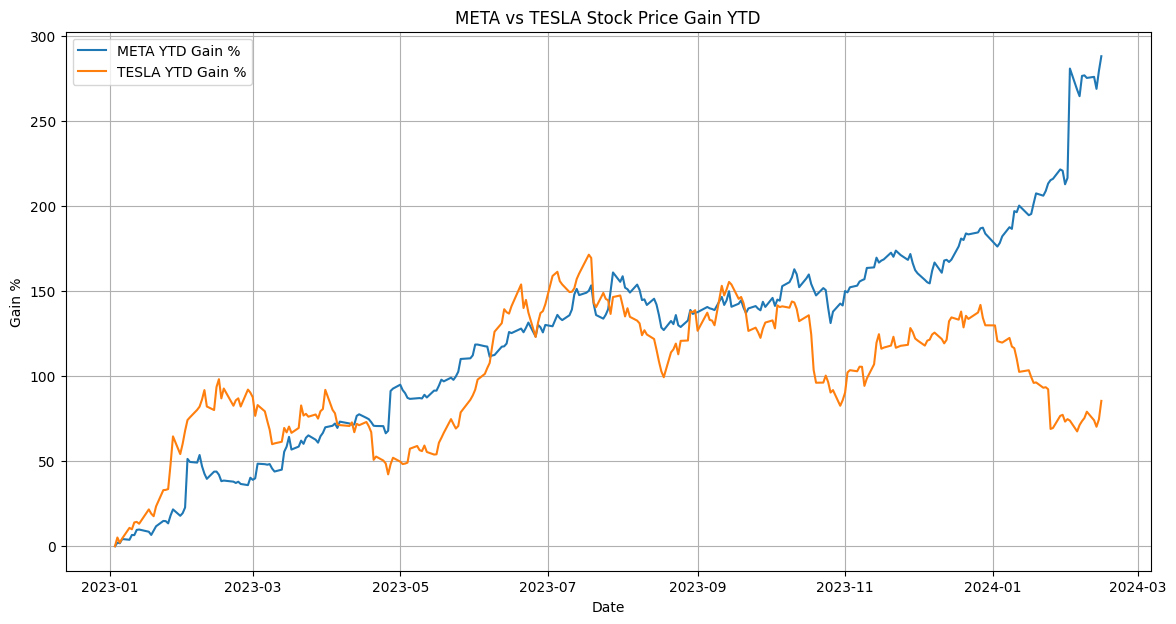 META vs TESLA Stock Price Gain YTD
META YTD Gain %
TESLA YTD Gain %
Gain %
300
250
200
150
100
50
0
2023-01 2023-03 2023-05 2023-07 2023-09 2023-11 2024-01 2024-03
Date